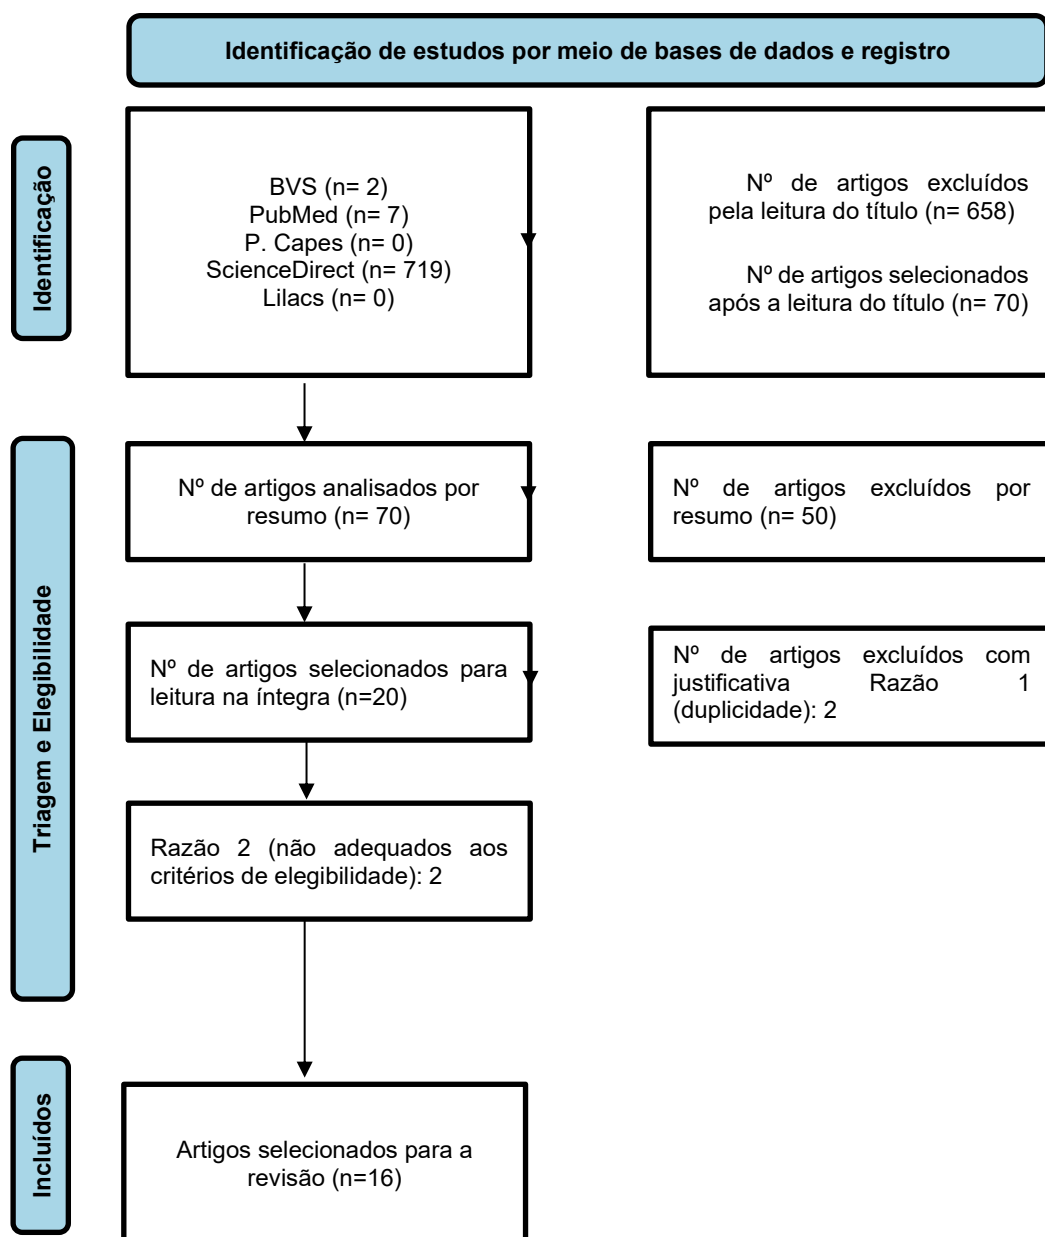 Identificação de estudos por meio de bases de dados e registro
Identificação
BVS (n= 2)
PubMed (n= 7)
P. Capes (n= 0)
ScienceDirect (n= 719)
Lilacs (n= 0)
Nº de artigos excluídos
pela leitura do título (n= 658)
Nº de artigos selecionados
após a leitura do título (n= 70)
Triagem e Elegibilidade
Nº de artigos analisados por
resumo (n= 70)
Nº de artigos excluídos por
resumo (n= 50)
Nº de artigos selecionados para
leitura na íntegra (n=20)
Nº de artigos excluídos com
justificativa Razão 1
(duplicidade): 2
Razão 2 (não adequados aos
critérios de elegibilidade): 2
Incluídos
Artigos selecionados para a
revisão (n=16)